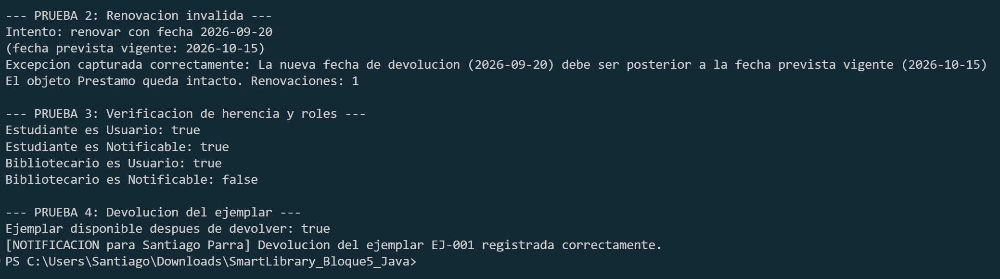 --- PRUEBA 2: Renovacion invalida ---
Intento: renovar con fecha 2026-09-20
(fecha prevista vigente: 2026-10-15)
Excepcion capturada correctamente: La nueva fecha de devolucion (2026-09-20) debe ser posterior a la fecha prevista vigente (2026-10-15)
El objeto Prestamo queda intacto. Renovaciones: 1

--- PRUEBA 3: Verificacion de herencia y roles ---
Estudiante es Usuario: true
Estudiante es Notificable: true
Bibliotecario es Usuario: true
Bibliotecario es Notificable: false

--- PRUEBA 4: Devolucion del ejemplar ---
Ejemplar disponible despues de devolver: true
[NOTIFICACION para Santiago Parra] Devolucion del ejemplar EJ-001 registrada correctamente.
PS C:\Users\Santiago\Downloads\SmartLibrary_Bloque5_Java>